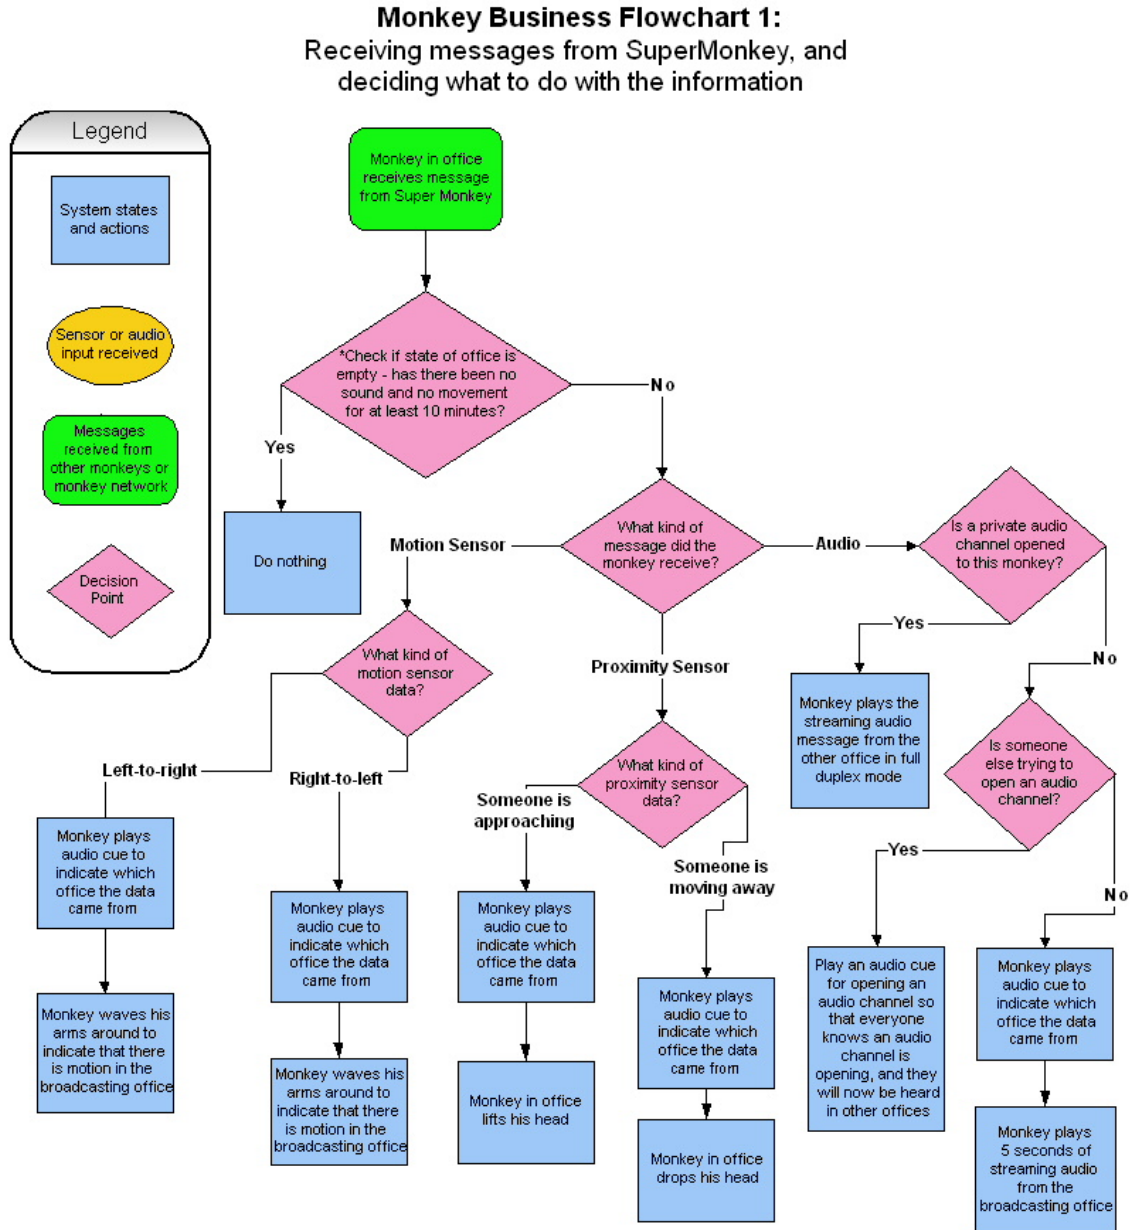 Monkey Business Flowchart 1:
Receiving messages from SuperMonkey, and
deciding what to do with the information
Legend
System states
and actions
Sensor or audio
input received
Messages
received from
other monkeys or
monkey network
Decision
Point
Monkey in office
receives message
from Super Monkey
*Check if state of office is
empty - has there been no
sound and no movement
for at least 10 minutes?
Yes
No
Do nothing
What kind of
message did the
monkey receive?
Motion Sensor
Audio
Proximity Sensor
Is a private audio
channel opened
to this monkey?
Yes
No
What kind of
motion sensor
data?
Left-to-right
Right-to-left
Monkey plays
audio cue to
indicate which
office the data
came from
Monkey waves his
arms around to
indicate that there
is motion in the
broadcasting office
Monkey plays
audio cue to
indicate which
office the data
came from
Monkey waves his
arms around to
indicate that there
is motion in the
broadcasting office
What kind of
proximity sensor
data?
Someone is
approaching
Someone is
moving away
Monkey plays
audio cue to
indicate which
office the data
came from
Monkey in office
lifts his head
Monkey plays
audio cue to
indicate which
office the data
came from
Monkey in office
drops his head
Monkey plays the
streaming audio
message from the
other office in full
duplex mode
Is someone
else trying to
open an audio
channel?
Yes
No
Play an audio cue
for opening an
audio channel so
that everyone
knows an audio
channel is
opening, and they
will now be heard
in other offices
Monkey plays
audio cue to
indicate which
office the data
came from
Monkey plays
5 seconds of
streaming audio
from the
broadcasting office